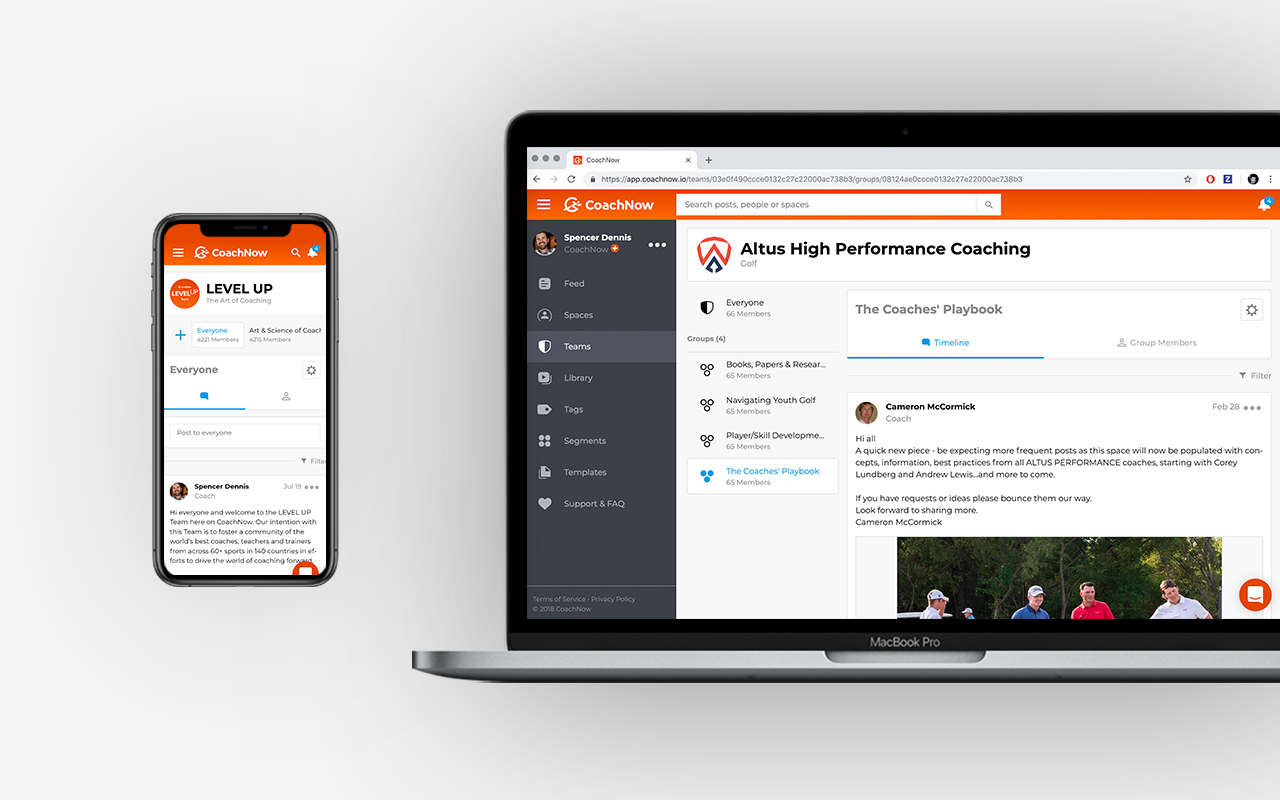 CoachNow
4
LEVEL UP
Team
LEVEL UP
The Art of Coaching
Everyone
4221 Members
Art & Science of Coach
4215 Members
Everyone
Post to everyone
Filte
Spencer Dennis
Jul 19
Coach
Hi everyone and welcome to the LEVEL UP
Team here on CoachNow. Our intention with
this Team is to foster a community of the
world's best coaches, teachers and trainers
from across 60+ sports in 140 countries in ef-
forts to drive the world of coaching forward
CoachNow
https://app.coachnow.io/teams/03e0f490ccce0132c27c22000ac738b3/groups/08124ae0ccce0132c27e22000ac738b3
Z
CoachNow
Search posts, people or spaces
4
Spencer Dennis
CoachNow
Feed
Spaces
Teams
Library
Tags
Segments
Templates
Support & FAQ
Terms of Service · Privacy Policy
© 2018 CoachNow
Altus High Performance Coaching
Golf
Everyone
66 Members
Groups (4)
Books, Papers & Resear...
65 Members
Navigating Youth Golf
65 Members
Player/Skill Developme...
65 Members
The Coaches' Playbook
65 Members
The Coaches' Playbook
Timeline
Group Members
Filter
Cameron McCormick
Feb 28
Coach
Hi all
A quick new piece - be expecting more frequent posts as this space will now be populated with con-
cepts, information, best practices from all ALTUS PERFORMANCE coaches, starting with Corey
Lundberg and Andrew Lewis...and more to come.
If you have requests or ideas please bounce them our way.
Look forward to sharing more.
Cameron McCormick
MacBook Pro